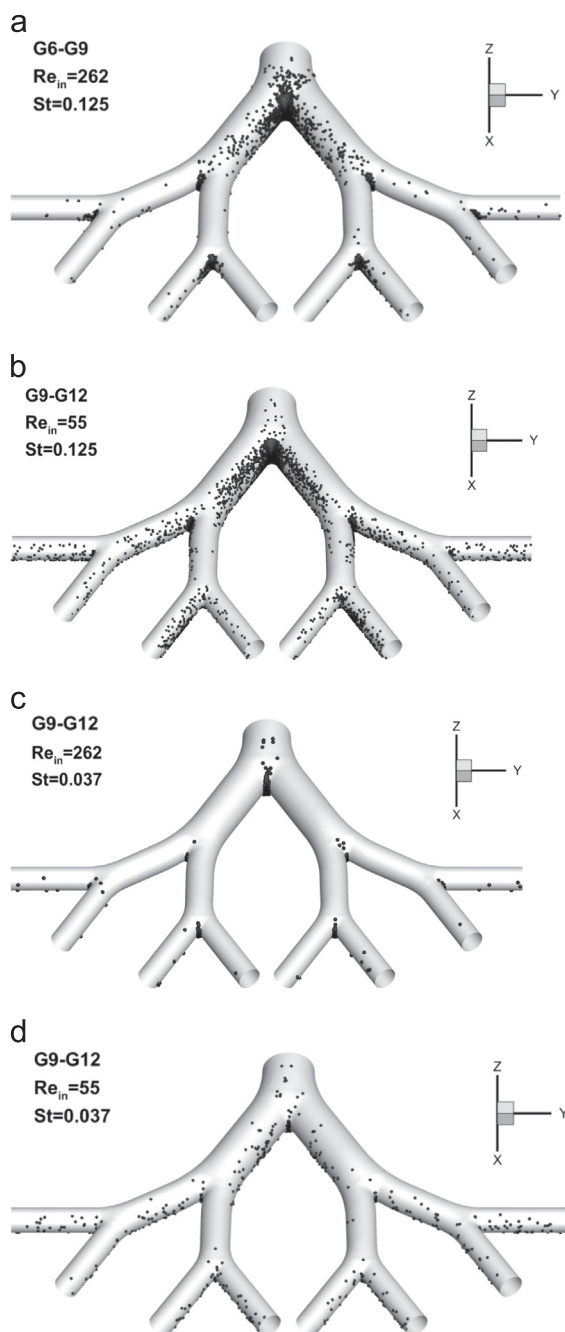 a
G6-G9
Re_in=262
St=0.125
Z
Y
X
b
G9-G12
Re_in=55
St=0.125
Z
Y
X
c
G9-G12
Re_in=262
St=0.037
Z
Y
X
d
G9-G12
Re_in=55
St=0.037
Z
Y
X